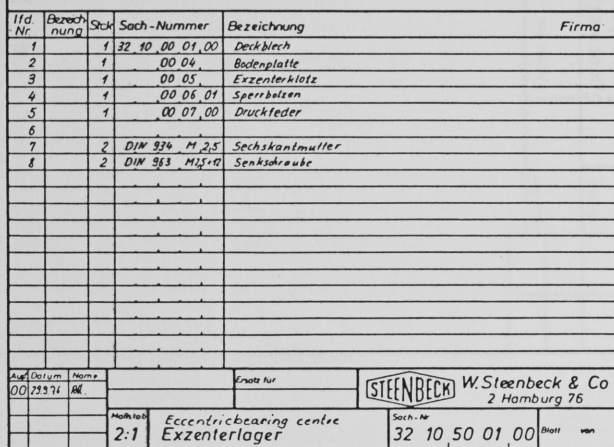 lfd. Nr. Bezeichnung Stck Sach-Nummer Bezeichnung Firma
1 1 32 10 00 01 00 Deckblech
2 1 00 04 Bodenplatte
3 1 00 05 Exzenterklotz
4 1 00 06 01 Sperrbolzen
5 1 00 07 00 Druckfeder
6
7 2 DIN 934 M 2,5 Sechskantmutter
8 2 DIN 963 M2,5×12 Senkschraube
Ausf Datum Name Ersatz für
00 29.9.76
STEENBECK W. Steenbeck & Co
2 Hamburg 76
Maßstab Eccentricbearing centre Sach-Nr
2:1 Exzenterlager 32 10 50 01 00 Blatt von